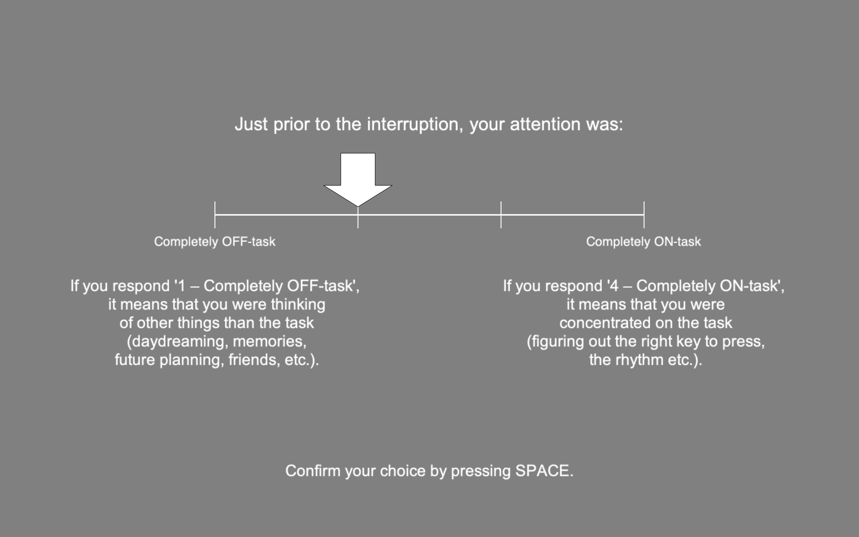 Just prior to the interruption, your attention was:
Completely OFF-task
Completely ON-task
If you respond '1 – Completely OFF-task',
it means that you were thinking
of other things than the task
(daydreaming, memories,
future planning, friends, etc.).
If you respond '4 – Completely ON-task',
it means that you were
concentrated on the task
(figuring out the right key to press,
the rhythm etc.).
Confirm your choice by pressing SPACE.